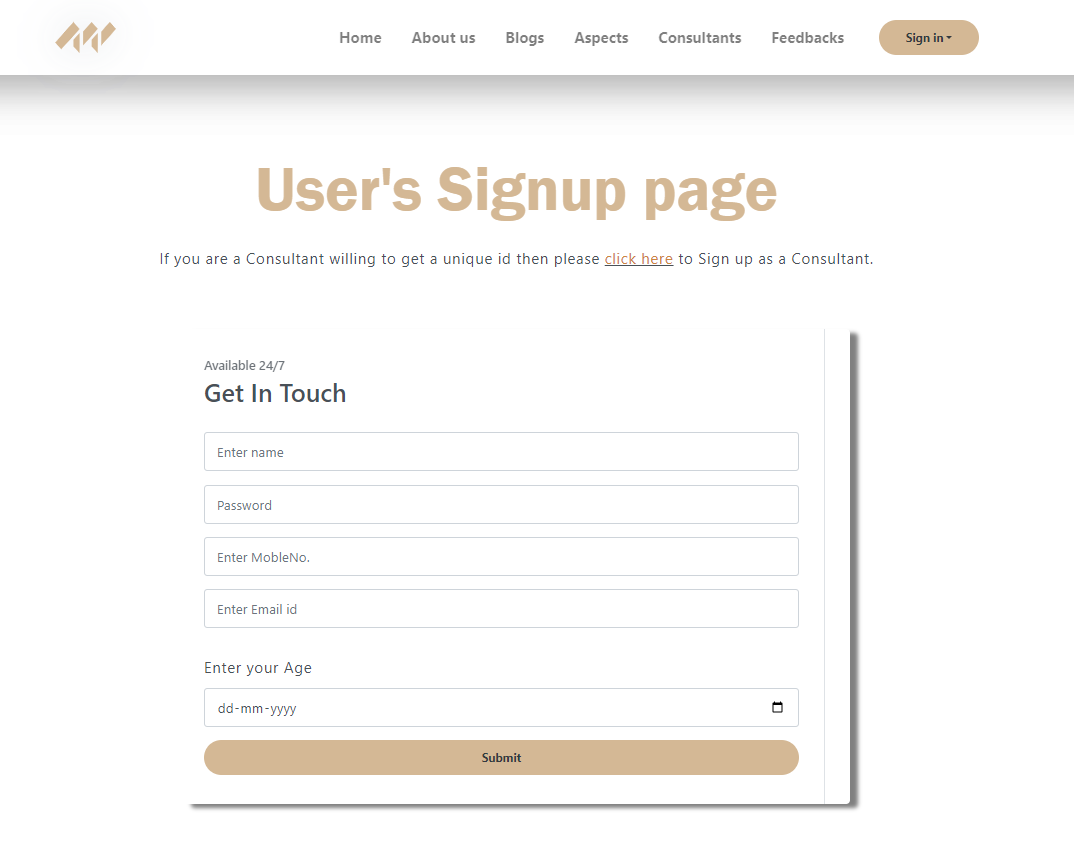 Home About us Blogs Aspects Consultants Feedbacks Sign in
User's Signup page
If you are a Consultant willing to get a unique id then please click here to Sign up as a Consultant.
Available 24/7
Get In Touch
Enter name
Password
Enter MobleNo.
Enter Email id
Enter your Age
dd-mm-yyyy
Submit